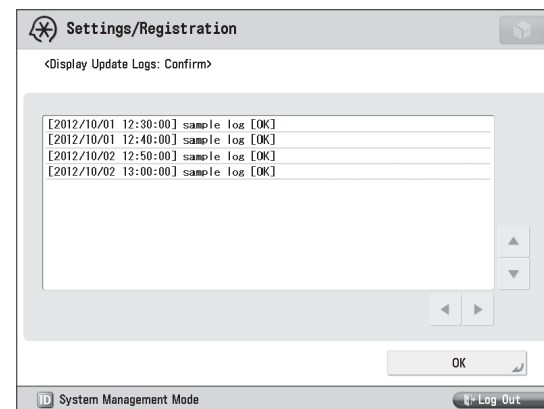 Settings/Registration
<Display Update Logs: Confirm>
[2012/10/01 12:30:00] sample log [OK]
[2012/10/01 12:40:00] sample log [OK]
[2012/10/02 12:50:00] sample log [OK]
[2012/10/02 13:00:00] sample log [OK]
OK
ID System Management Mode
Log Out